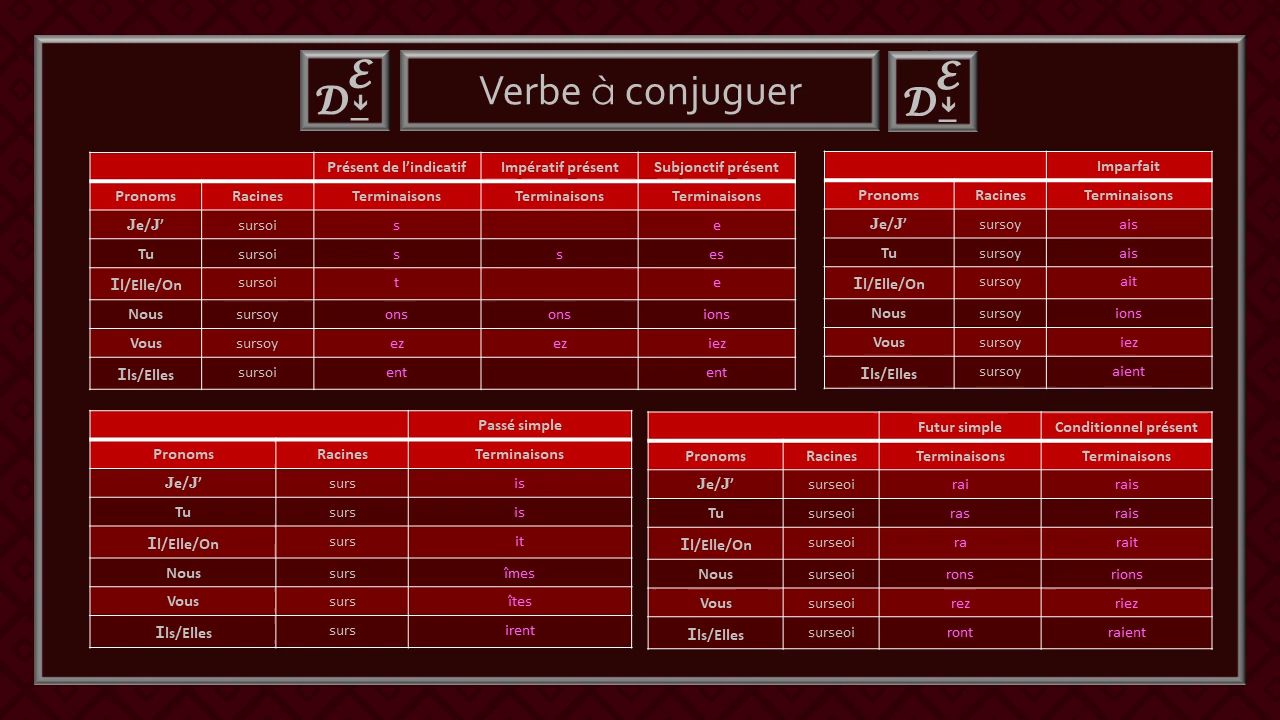 D E
Verbe à conjuguer
D E
Présent de l’indicatif Impératif présent Subjonctif présent
Pronoms Racines Terminaisons Terminaisons Terminaisons
Je/J’ sursoi s e
Tu sursoi s s es
Il/Elle/On sursoi t e
Nous sursoy ons ons ions
Vous sursoy ez ez iez
Ils/Elles sursoi ent ent
Imparfait
Pronoms Racines Terminaisons
Je/J’ sursoy ais
Tu sursoy ais
Il/Elle/On sursoy ait
Nous sursoy ions
Vous sursoy iez
Ils/Elles sursoy aient
Passé simple
Pronoms Racines Terminaisons
Je/J’ surs is
Tu surs is
Il/Elle/On surs it
Nous surs îmes
Vous surs îtes
Ils/Elles surs irent
Futur simple Conditionnel présent
Pronoms Racines Terminaisons Terminaisons
Je/J’ surseoi rai rais
Tu surseoi ras rais
Il/Elle/On surseoi ra rait
Nous surseoi rons rions
Vous surseoi rez riez
Ils/Elles surseoi ront raient